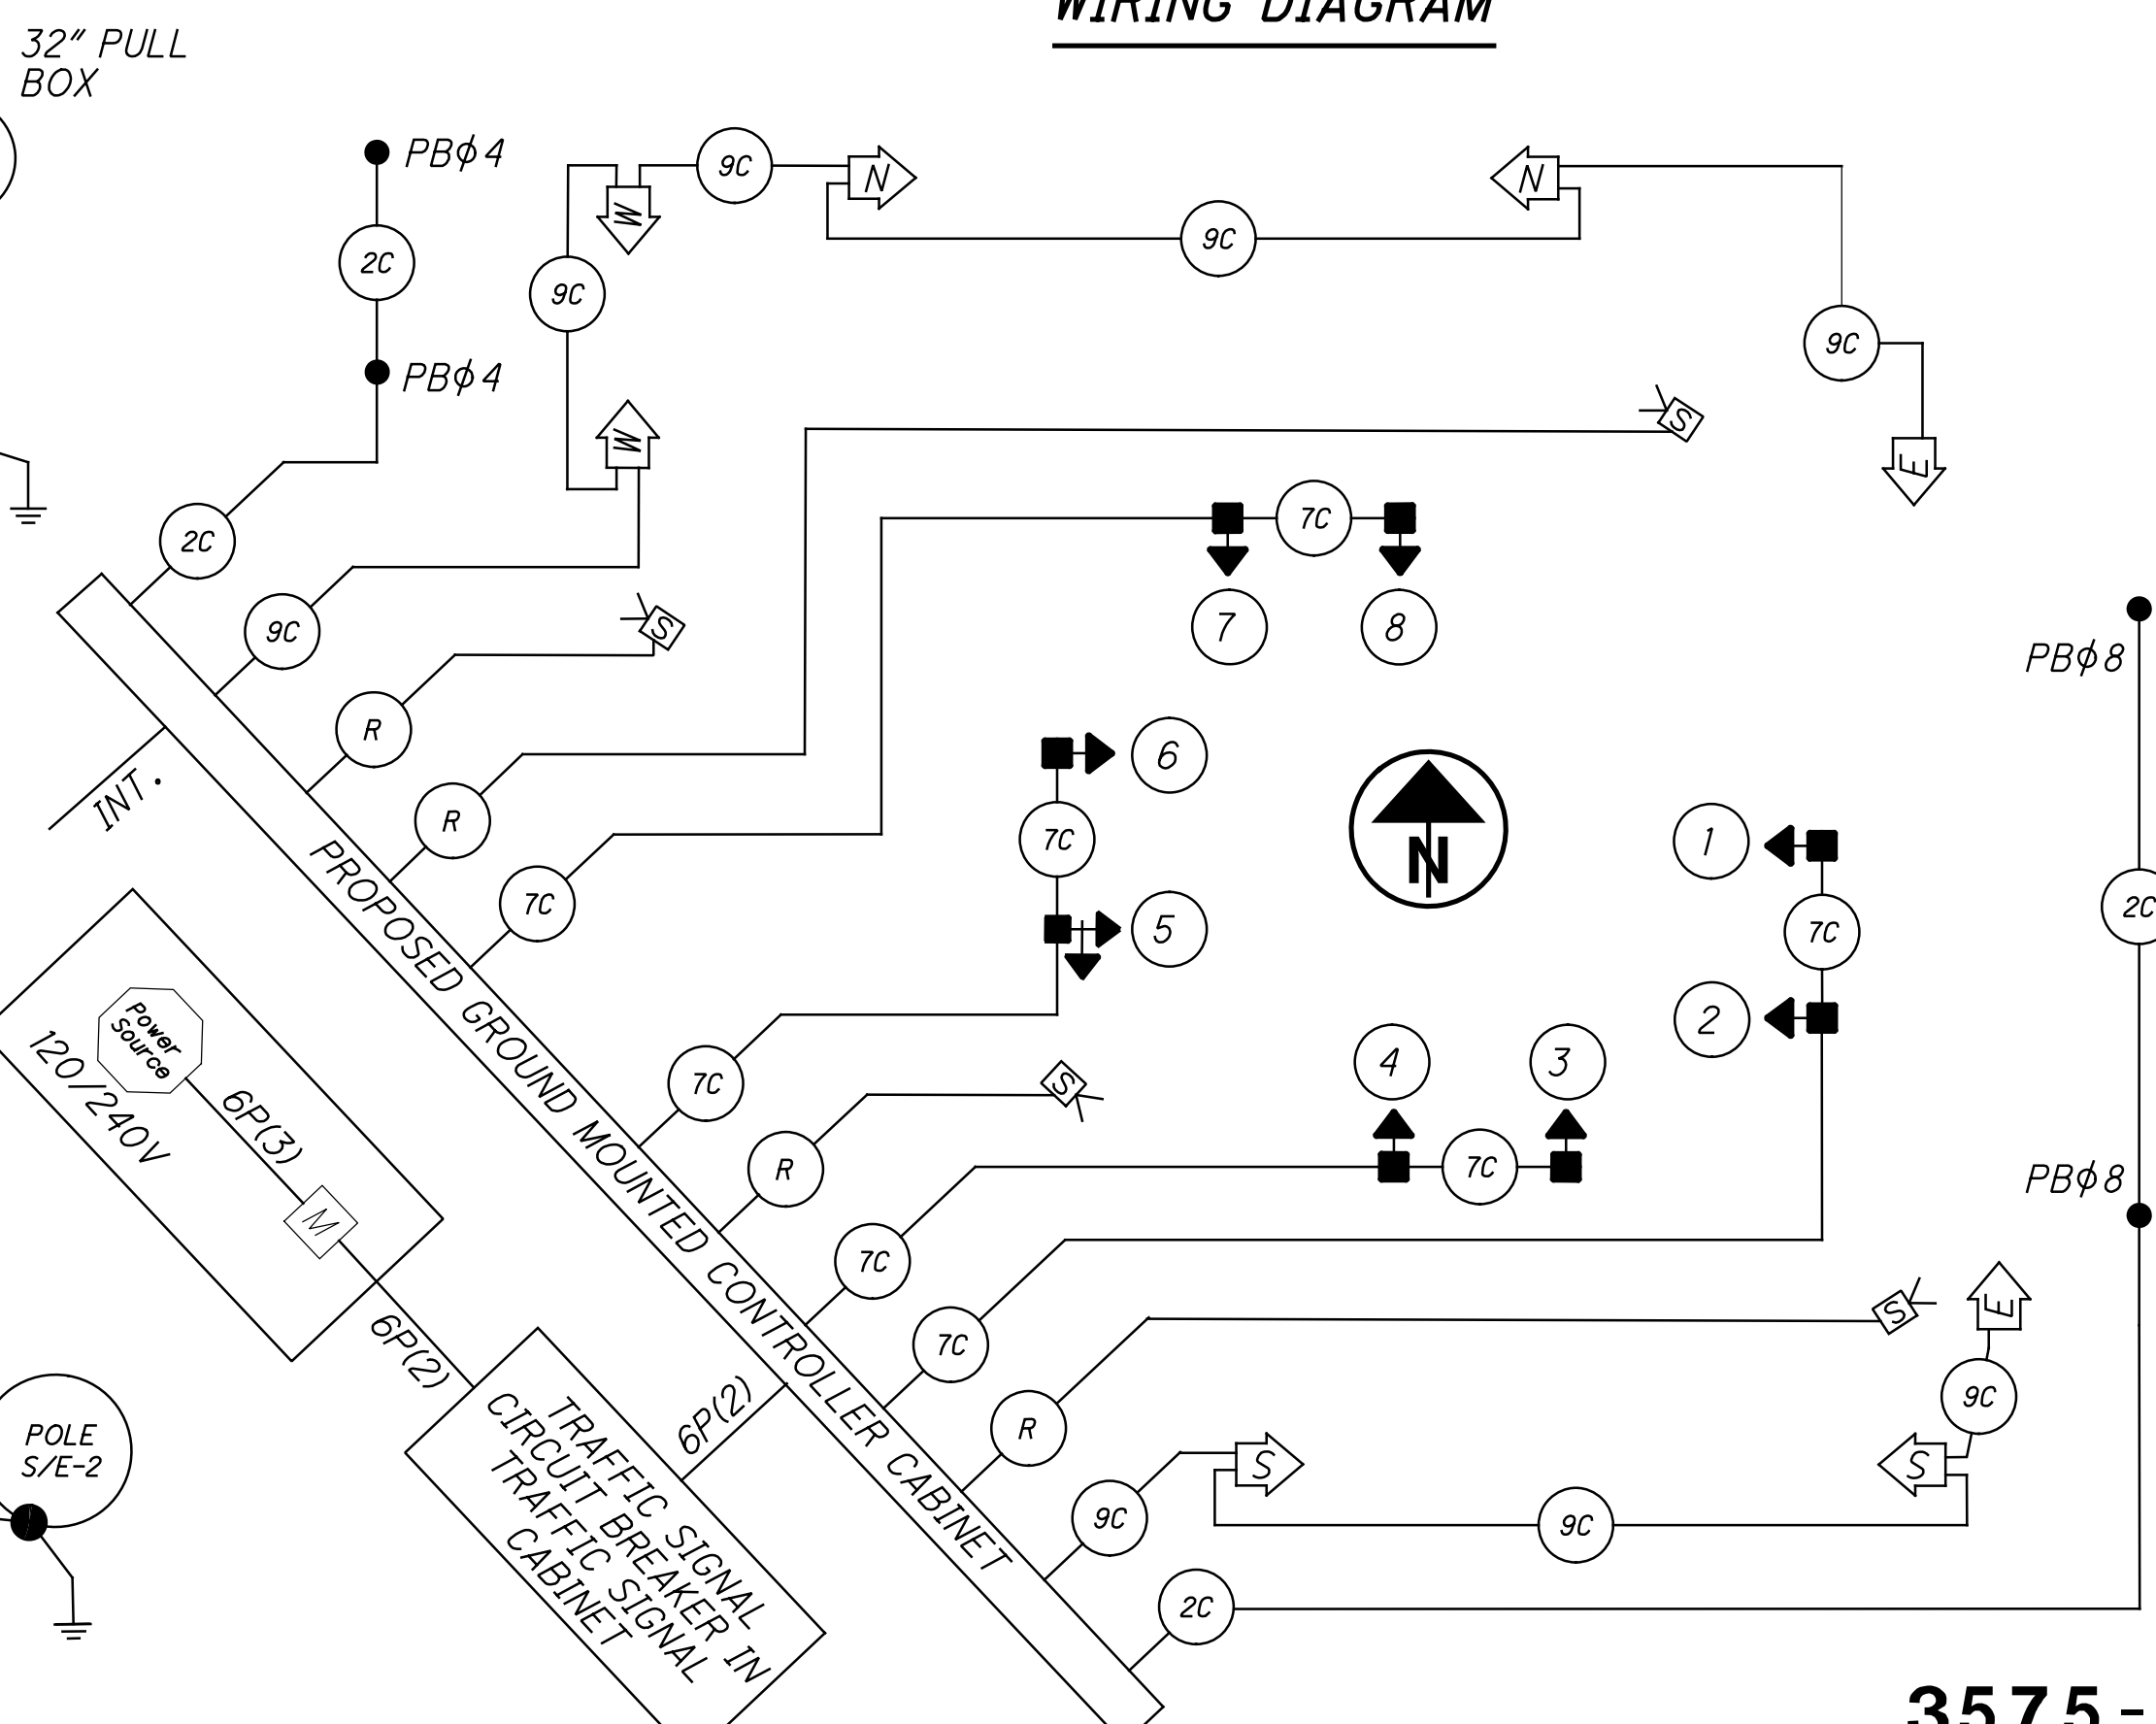 WIRING DIAGRAM
32" PULL
BOX
PBϕ4
9C
N
N
W
9C
2C
9C
9C
PBϕ4
S
W
E
2C
7C
9C
S
7
8
PBϕ8
R
6
INT.
R
7C
1
7C
PROPOSED GROUND MOUNTED CONTROLLER CABINET
5
7C
2C
2
Power
Source
120/240V
6P(3)
7C
S
4
3
R
7C
PBϕ8
M
7C
6P(2)
7C
S
E
6P(2)
R
9C
POLE
S/E-2
S
S
TRAFFIC SIGNAL
CIRCUIT BREAKER IN
TRAFFIC SIGNAL
CABINET
9C
9C
2C
3575-